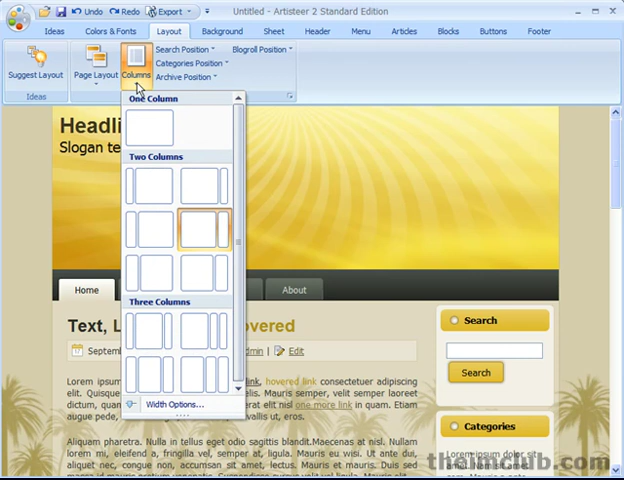 Undo Redo Export Untitled - Artisteer 2 Standard Edition
Ideas Colors & Fonts Layout Background Sheet Header Menu Articles Blocks Buttons Footer
Suggest Layout Page Layout Columns Search Position Blogroll Position
Categories Position
Archive Position
Ideas
One Column
Two Columns
Three Columns
Width Options...
Headli
Slogan te
Home About
Text, L overed
Septem dmin | Edit
Lorem ipsum link, hovered link consectetuer adipiscing
elit. Quisque s mauris semper, velit semper laoreet
dictum, quam erat nisl one more link in quam. Etiam
augue pede, valilsut, eros.
Aliquam pharetra. Nulla in tellus eget odio sagittis blandit.Maecenas at nisl. Nullam
lorem mi, eleifend a, fringilla vel, semper at, ligula. Mauris eu wisi. Ut ante dui,
aliquet nec, congue non, accumsan sit amet, lectus. Mauris et mauris. Duis sed
Search
Search
Categories
Lorem ipsum dolor
theimclub.com